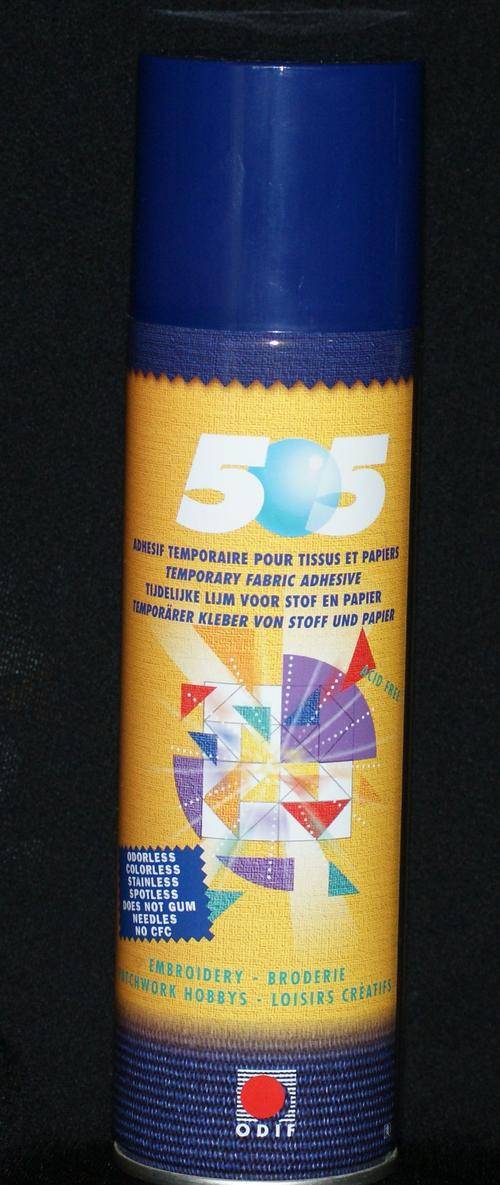 505
ADHESIF TEMPORAIRE POUR TISSUS ET PAPIERS
TEMPORARY FABRIC ADHESIVE
TIJDELIJKE LIJM VOOR STOF EN PAPIER
TEMPORÄRER KLEBER VON STOFF UND PAPIER
ACID FREE
ODORLESS
COLORLESS
STAINLESS
SPOTLESS
DOES NOT GUM
NEEDLES
NO CFC
EMBROIDERY - BRODERIE
HOBBYS - LOISIRS CRÉATIFS
ODIF